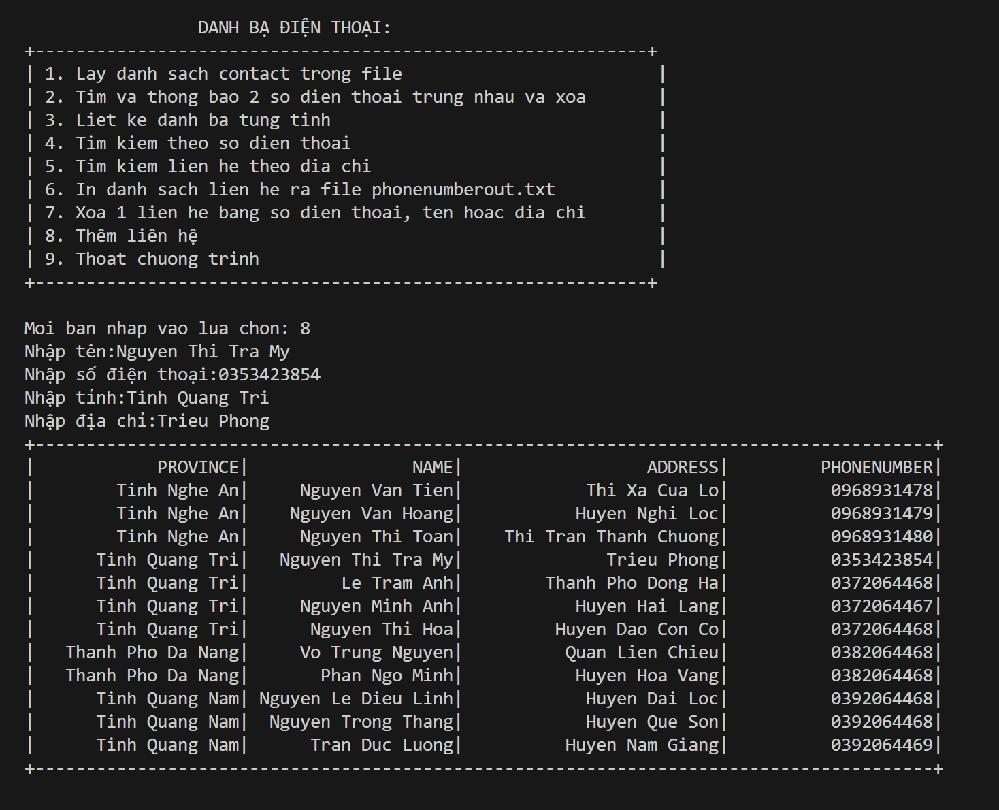 DANH BẠ ĐIỆN THOẠI:
+------------------------------------------------------------+
| 1. Lay danh sach contact trong file                         |
| 2. Tim va thong bao 2 so dien thoai trung nhau va xoa       |
| 3. Liet ke danh ba tung tinh                                |
| 4. Tim kiem theo so dien thoai                              |
| 5. Tim kiem lien he theo dia chi                            |
| 6. In danh sach lien he ra file phonenumberout.txt          |
| 7. Xoa 1 lien he bang so dien thoai, ten hoac dia chi       |
| 8. Thêm liên hệ                                             |
| 9. Thoat chuong trinh                                       |
+------------------------------------------------------------+
Moi ban nhap vao lua chon: 8
Nhập tên:Nguyen Thi Tra My
Nhập số điện thoại:0353423854
Nhập tỉnh:Tinh Quang Tri
Nhập địa chỉ:Trieu Phong
+----------------------------------------------------------------------------------------+
|            PROVINCE|                NAME|                  ADDRESS|         PHONENUMBER|
|        Tinh Nghe An|     Nguyen Van Tien|            Thi Xa Cua Lo|          0968931478|
|        Tinh Nghe An|    Nguyen Van Hoang|           Huyen Nghi Loc|          0968931479|
|        Tinh Nghe An|     Nguyen Thi Toan|    Thi Tran Thanh Chuong|          0968931480|
|      Tinh Quang Tri|   Nguyen Thi Tra My|              Trieu Phong|          0353423854|
|      Tinh Quang Tri|         Le Tram Anh|        Thanh Pho Dong Ha|          0372064468|
|      Tinh Quang Tri|     Nguyen Minh Anh|           Huyen Hai Lang|          0372064467|
|      Tinh Quang Tri|      Nguyen Thi Hoa|         Huyen Dao Con Co|          0372064468|
|   Thanh Pho Da Nang|     Vo Trung Nguyen|          Quan Lien Chieu|          0382064468|
|   Thanh Pho Da Nang|       Phan Ngo Minh|           Huyen Hoa Vang|          0382064468|
|      Tinh Quang Nam| Nguyen Le Dieu Linh|            Huyen Dai Loc|          0392064468|
|      Tinh Quang Nam|  Nguyen Trong Thang|            Huyen Que Son|          0392064468|
|      Tinh Quang Nam|      Tran Duc Luong|          Huyen Nam Giang|          0392064469|
+----------------------------------------------------------------------------------------+